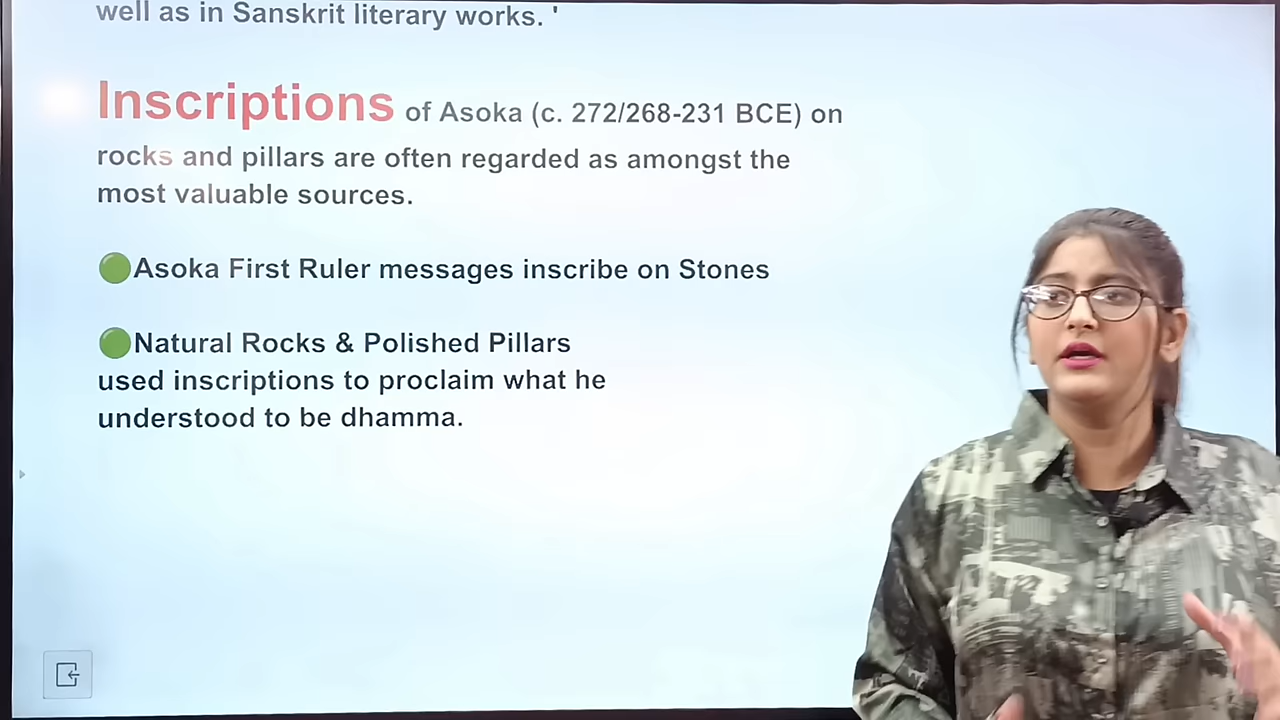 well as in Sanskrit literary works. '
Inscriptions of Asoka (c. 272/268-231 BCE) on
rocks and pillars are often regarded as amongst the
most valuable sources.
Asoka First Ruler messages inscribe on Stones
Natural Rocks & Polished Pillars
used inscriptions to proclaim what he
understood to be dhamma.